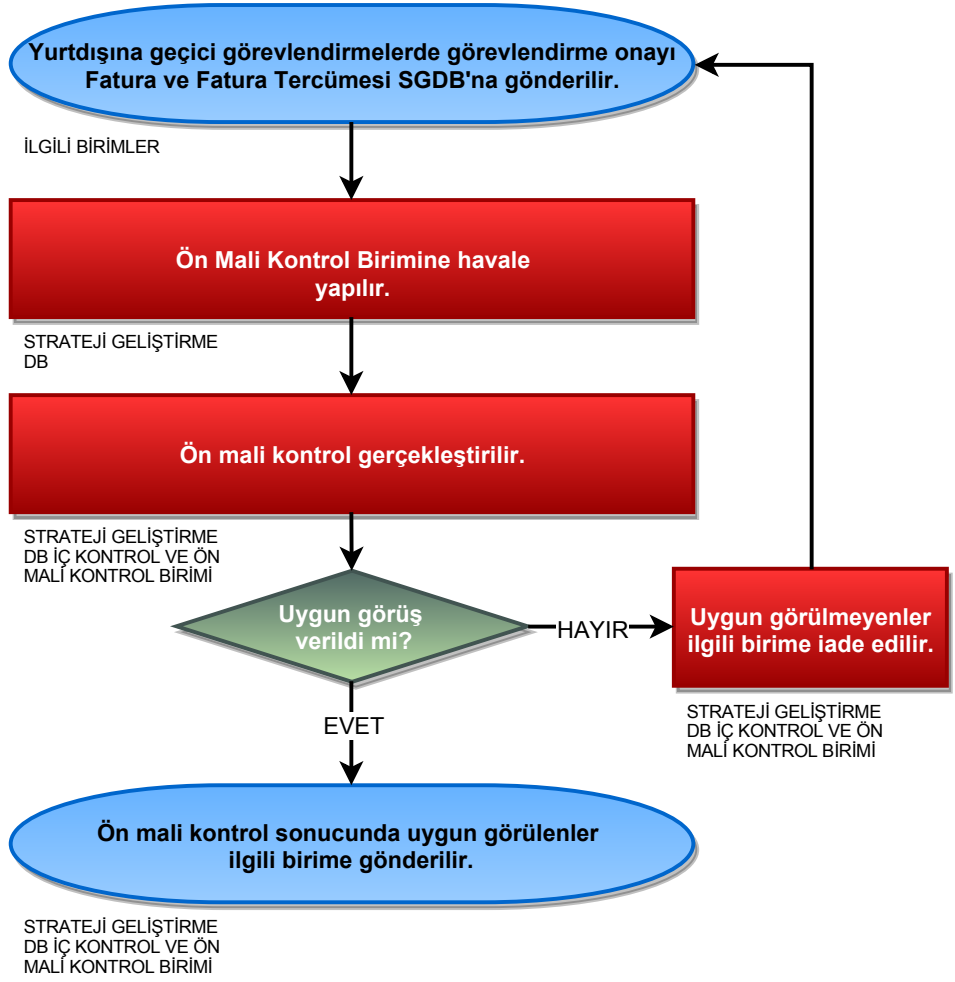 Yurtdışına geçici görevlendirmelerde görevlendirme onayı
Fatura ve Fatura Tercümesi SGDB'na gönderilir.
İLGİLİ BİRİMLER
Ön Mali Kontrol Birimine havale
yapılır.
STRATEJİ GELİŞTİRME
DB
Ön mali kontrol gerçekleştirilir.
STRATEJİ GELİŞTİRME
DB İÇ KONTROL VE ÖN
MALİ KONTROL BİRİMİ
Uygun görüş
verildi mi?
HAYIR
Uygun görülmeyenler
ilgili birime iade edilir.
STRATEJİ GELİŞTİRME
DB İÇ KONTROL VE ÖN
MALİ KONTROL BİRİMİ
EVET
Ön mali kontrol sonucunda uygun görülenler
ilgili birime gönderilir.
STRATEJİ GELİŞTİRME
DB İÇ KONTROL VE ÖN
MALİ KONTROL BİRİMİ